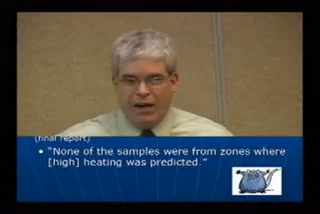 (final report)
• “None of the samples were from zones where
[high] heating was predicted.”